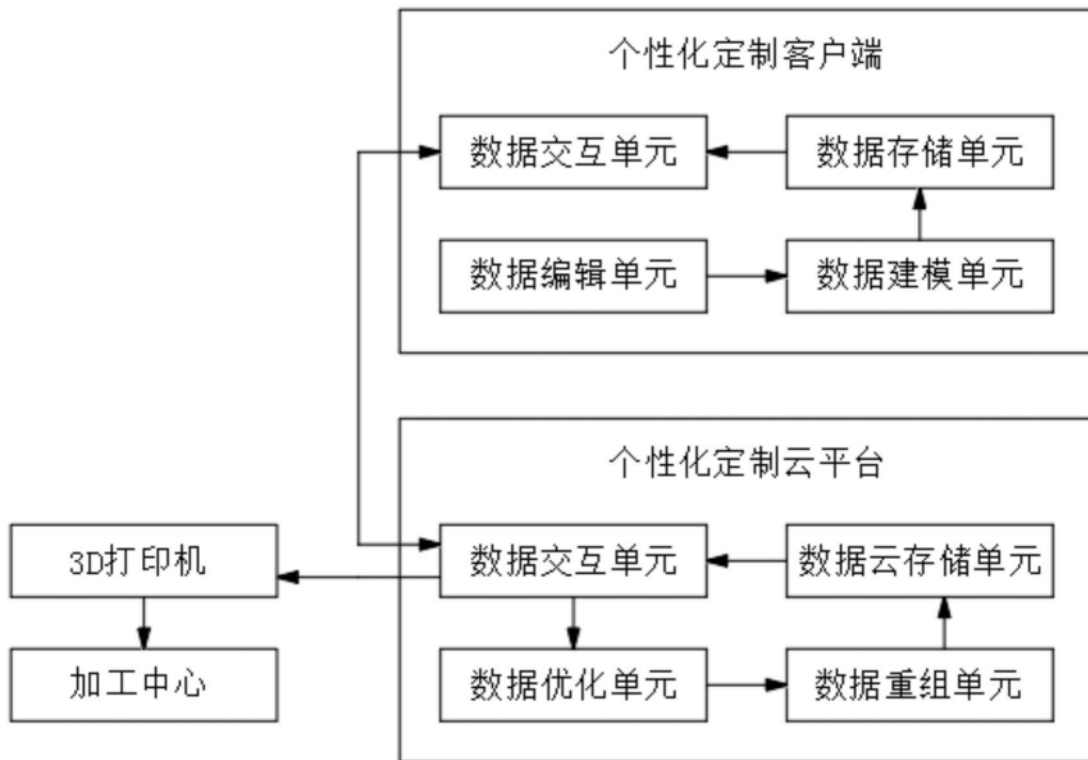 个性化定制客户端
数据交互单元
数据存储单元
数据编辑单元
数据建模单元
个性化定制云平台
3D打印机
数据交互单元
数据云存储单元
加工中心
数据优化单元
数据重组单元